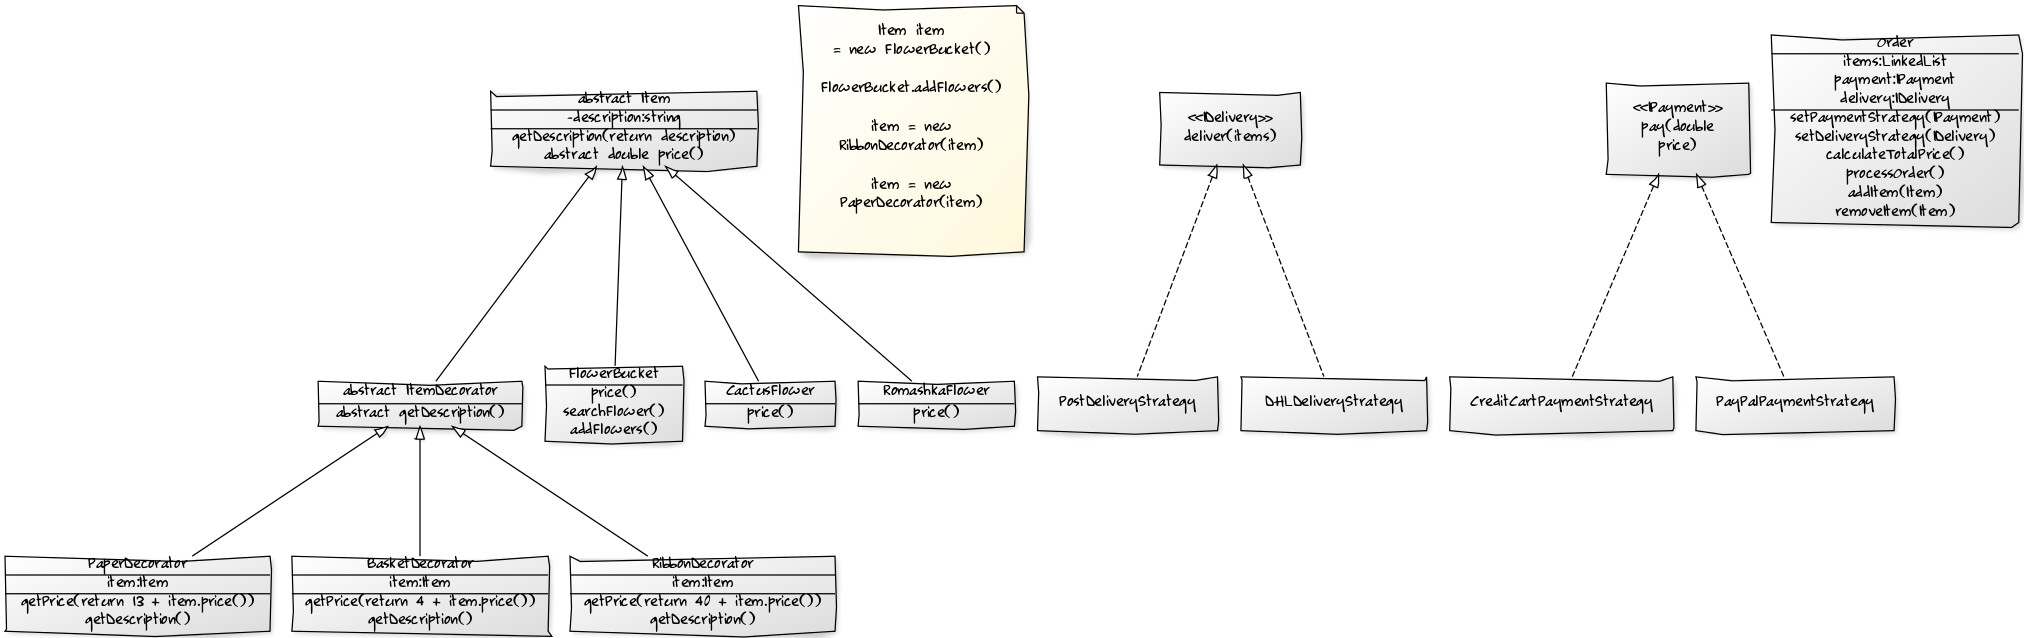 Item item
= new FlowerBucket()
FlowerBucket.addFlowers()
item = new
RibbonDecorator(item)
item = new
PaperDecorator(item)
abstract Item
-description:string
getDescription(return description)
abstract double price()
<<IDelivery>>
deliver(items)
<<IPayment>>
pay(double
price)
Order
items:LinkedList
payment:IPayment
delivery:IDelivery
setPaymentStrategy(IPayment)
setDeliveryStrategy(IDelivery)
calculateTotalPrice()
processOrder()
addItem(Item)
removeItem(Item)
abstract ItemDecorator
abstract getDescription()
FlowerBucket
price()
searchFlower()
addFlowers()
CactusFlower
price()
RomashkaFlower
price()
PostDeliveryStrategy
DHLDeliveryStrategy
CreditCartPaymentStrategy
PayPalPaymentStrategy
PaperDecorator
item:Item
getPrice(return 13 + item.price())
getDescription()
BasketDecorator
item:Item
getPrice(return 4 + item.price())
getDescription()
RibbonDecorator
item:Item
getPrice(return 40 + item.price())
getDescription()